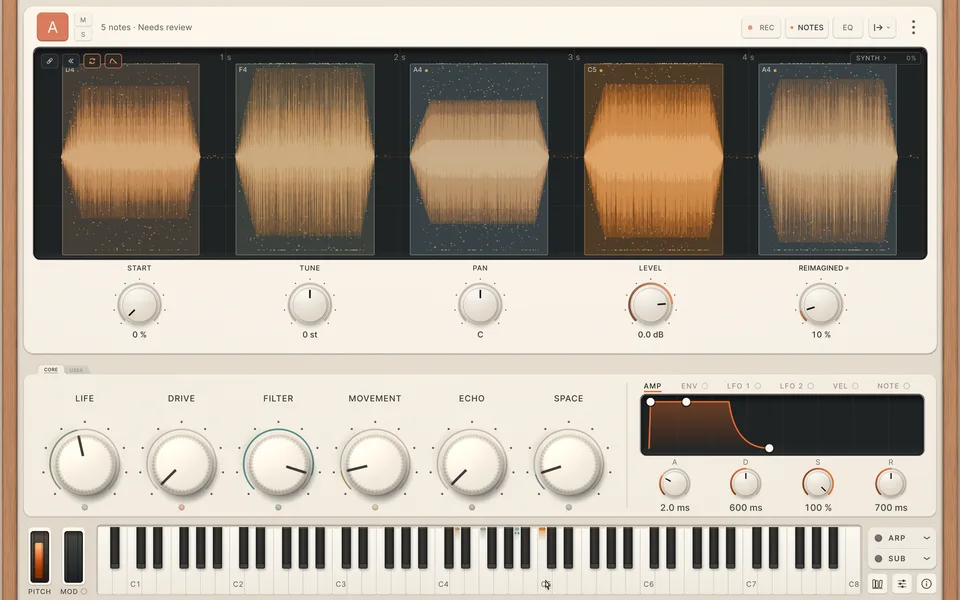 A
M
S
5 notes · Needs review
REC
NOTES
EQ
1 s
2 s
3 s
4 s
SYNTH >
0%
D4
F4
A4
C5
A4
START
TUNE
PAN
LEVEL
REIMAGINED
0 %
0 st
C
0.0 dB
10 %
CORE
USER
LIFE
DRIVE
FILTER
MOVEMENT
ECHO
SPACE
AMP
ENV
LFO 1
LFO 2
VEL
NOTE
A
D
S
R
2.0 ms
600 ms
100 %
700 ms
C1
C2
C3
C4
C5
C6
C7
C8
ARP
SUB
PITCH
MOD